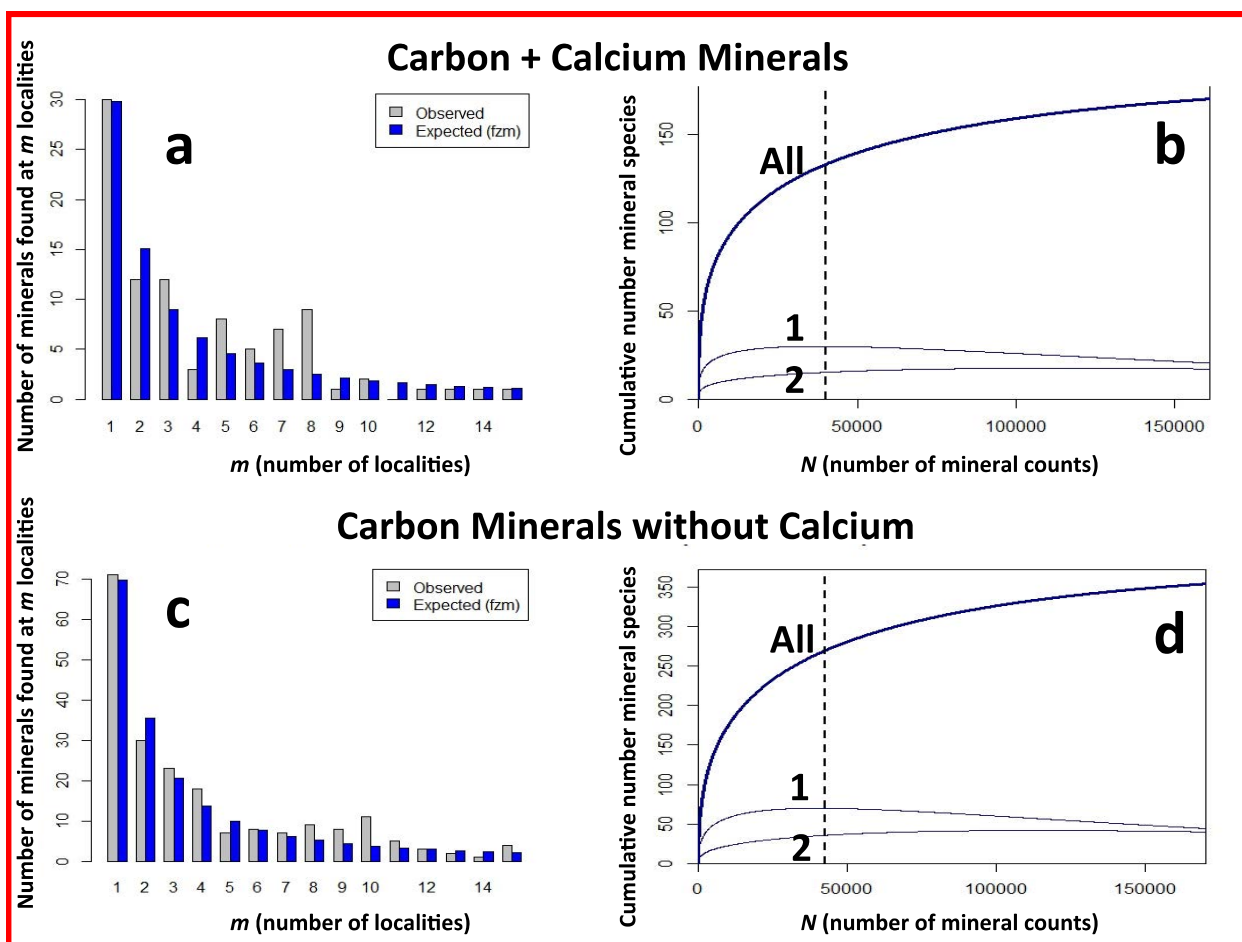 Carbon + Calcium Minerals
Number of minerals found at m localities
30
25
20
15
10
5
0
Observed
Expected (fzm)
a
1 2 3 4 5 6 7 8 9 10 12 14
m (number of localities)
Cumulative number mineral species
150
100
50
0
All
b
1
2
0 50000 100000 150000
N (number of mineral counts)
Carbon Minerals without Calcium
Number of minerals found at m localities
70
60
50
40
30
20
10
0
Observed
Expected (fzm)
c
1 2 3 4 5 6 7 8 9 10 12 14
m (number of localities)
Cumulative number mineral species
350
300
250
200
150
100
50
0
All
d
1
2
0 50000 100000 150000
N (number of mineral counts)